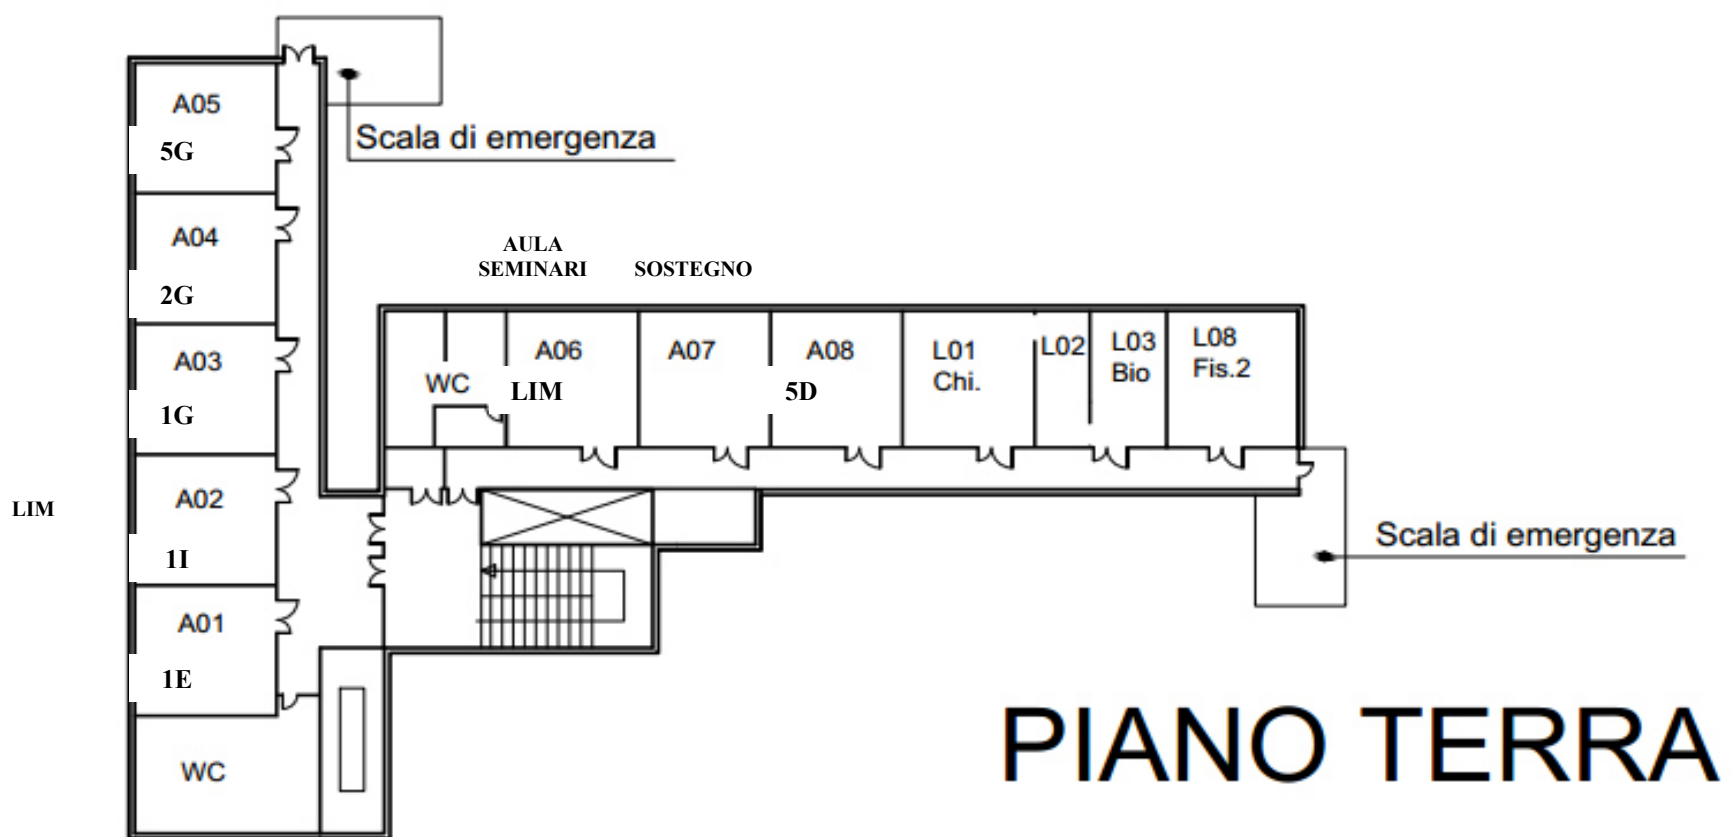 A05
5G
Scala di emergenza
A04
2G
AULA
SEMINARI
SOSTEGNO
A03
1G
WC
A06
LIM
A07
A08
5D
L01
Chi.
L02
L03
Bio
L08
Fis.2
LIM
A02
1I
Scala di emergenza
A01
1E
WC
PIANO TERRA